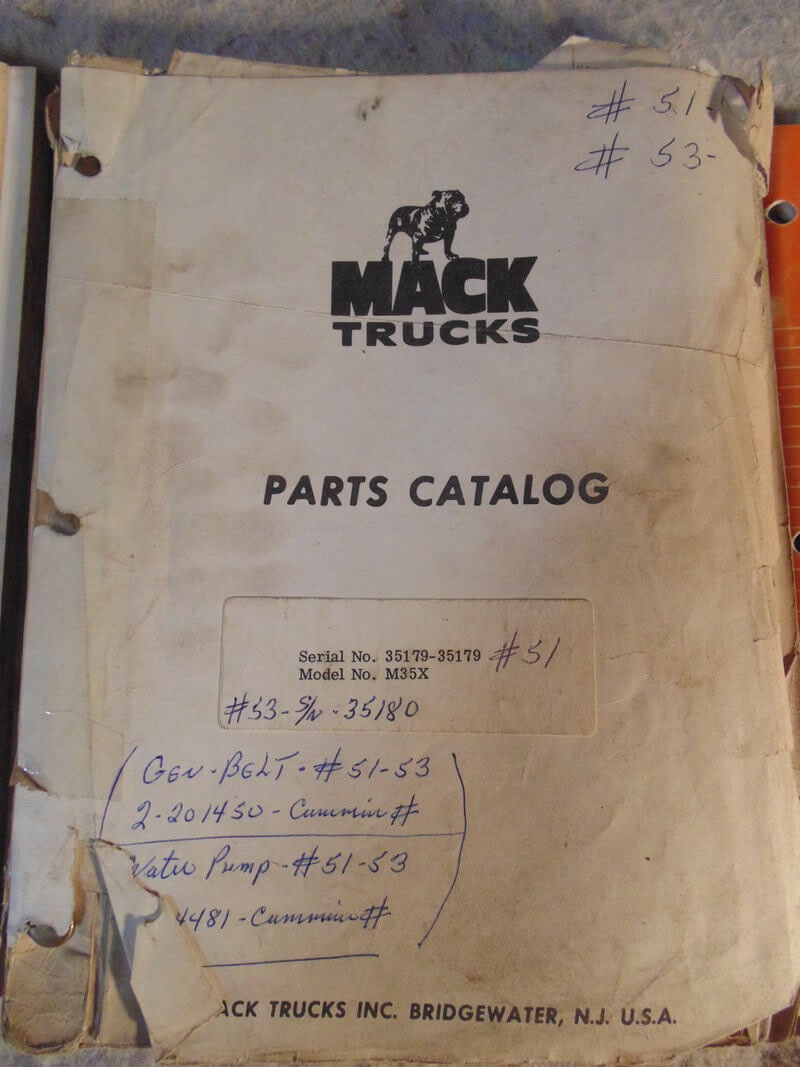 # 51-
# 53-
MACK
TRUCKS
PARTS CATALOG
Serial No. 35179-35179 #51
Model No. M35X
#53-S/N-35180
GEN-BELT-#51-53
2-201450-Cummin #
Water Pump-#51-53
4481-Cummin #
ACK TRUCKS INC. BRIDGEWATER, N.J. U.S.A.